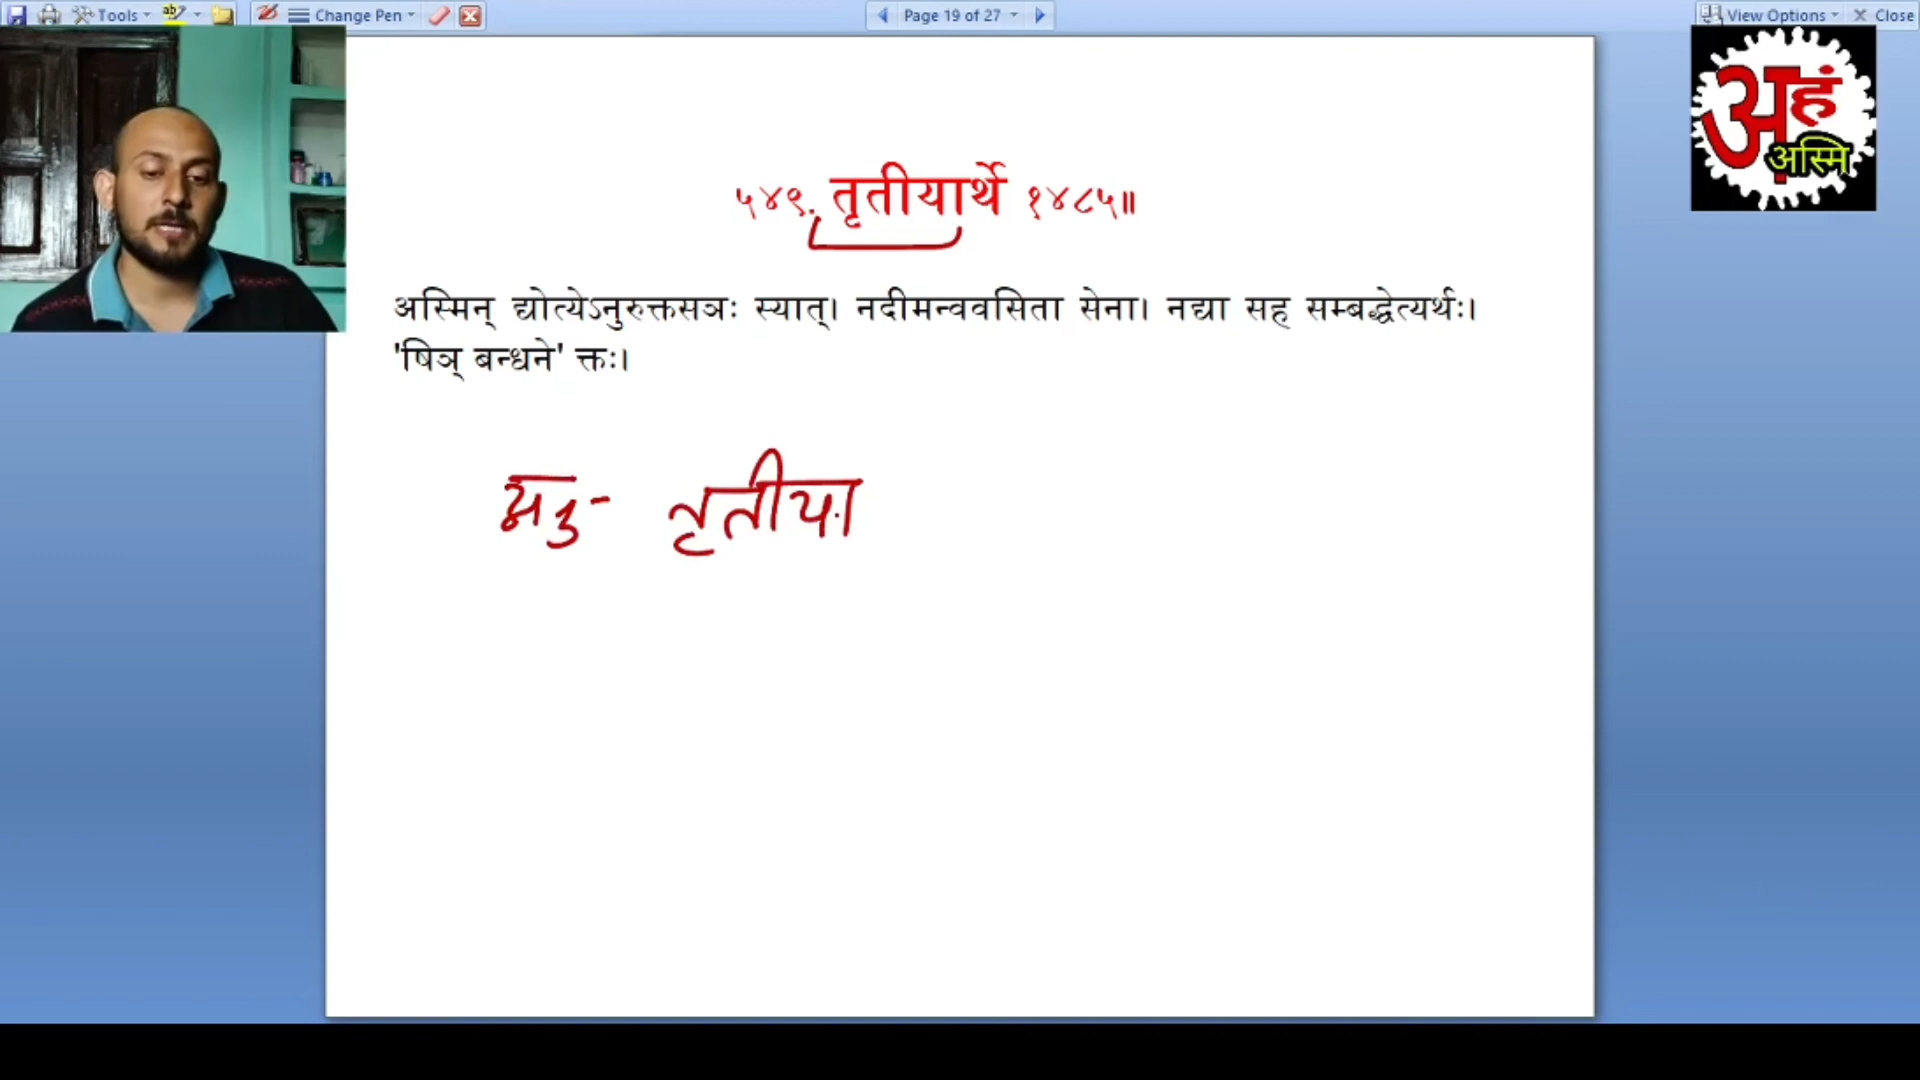 Tools
Change Pen
Page 19 of 27
View Options
Close
अहं
अस्मि
५४९. तृतीयार्थे १४८५॥
अस्मिन् द्योत्येऽनुरुक्तसञः स्यात्। नदीमन्ववसिता सेना। नद्या सह सम्बद्धेत्यर्थः।
'षिञ् बन्धने' क्तः।
अनु- तृतीया